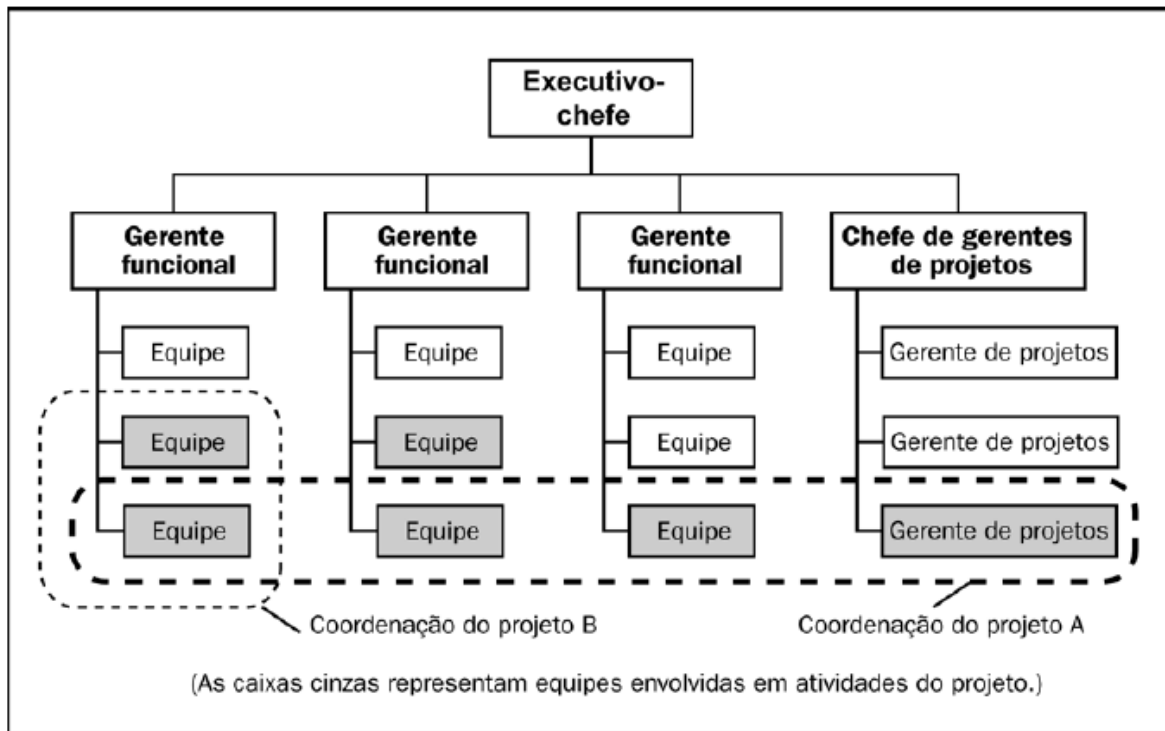 Executivo-
chefe
Gerente
funcional
Gerente
funcional
Gerente
funcional
Chefe de gerentes
de projetos
Equipe
Equipe
Equipe
Gerente de projetos
Equipe
Equipe
Equipe
Gerente de projetos
Equipe
Equipe
Equipe
Gerente de projetos
Coordenação do projeto B
Coordenação do projeto A
(As caixas cinzas representam equipes envolvidas em atividades do projeto.)